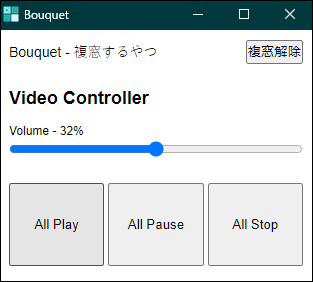 Bouquet
Bouquet - 複窓するやつ
複窓解除
Video Controller
Volume - 32%
All Play
All Pause
All Stop